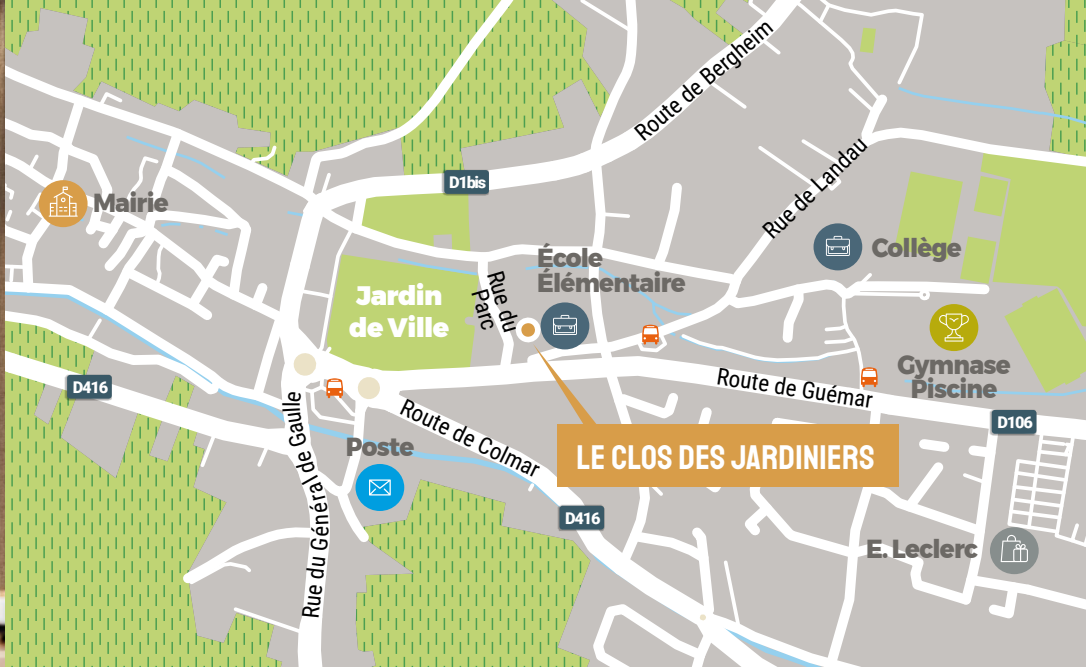 Route de Bergheim
D1bis
Rue de Landau
Mairie
Collège
École
Élémentaire
Rue du
Parc
Jardin
de Ville
Gymnase
Piscine
Route de Guémar
D416
D106
Rue du Général de Gaulle
Route de Colmar
Poste
LE CLOS DES JARDINIERS
D416
E. Leclerc